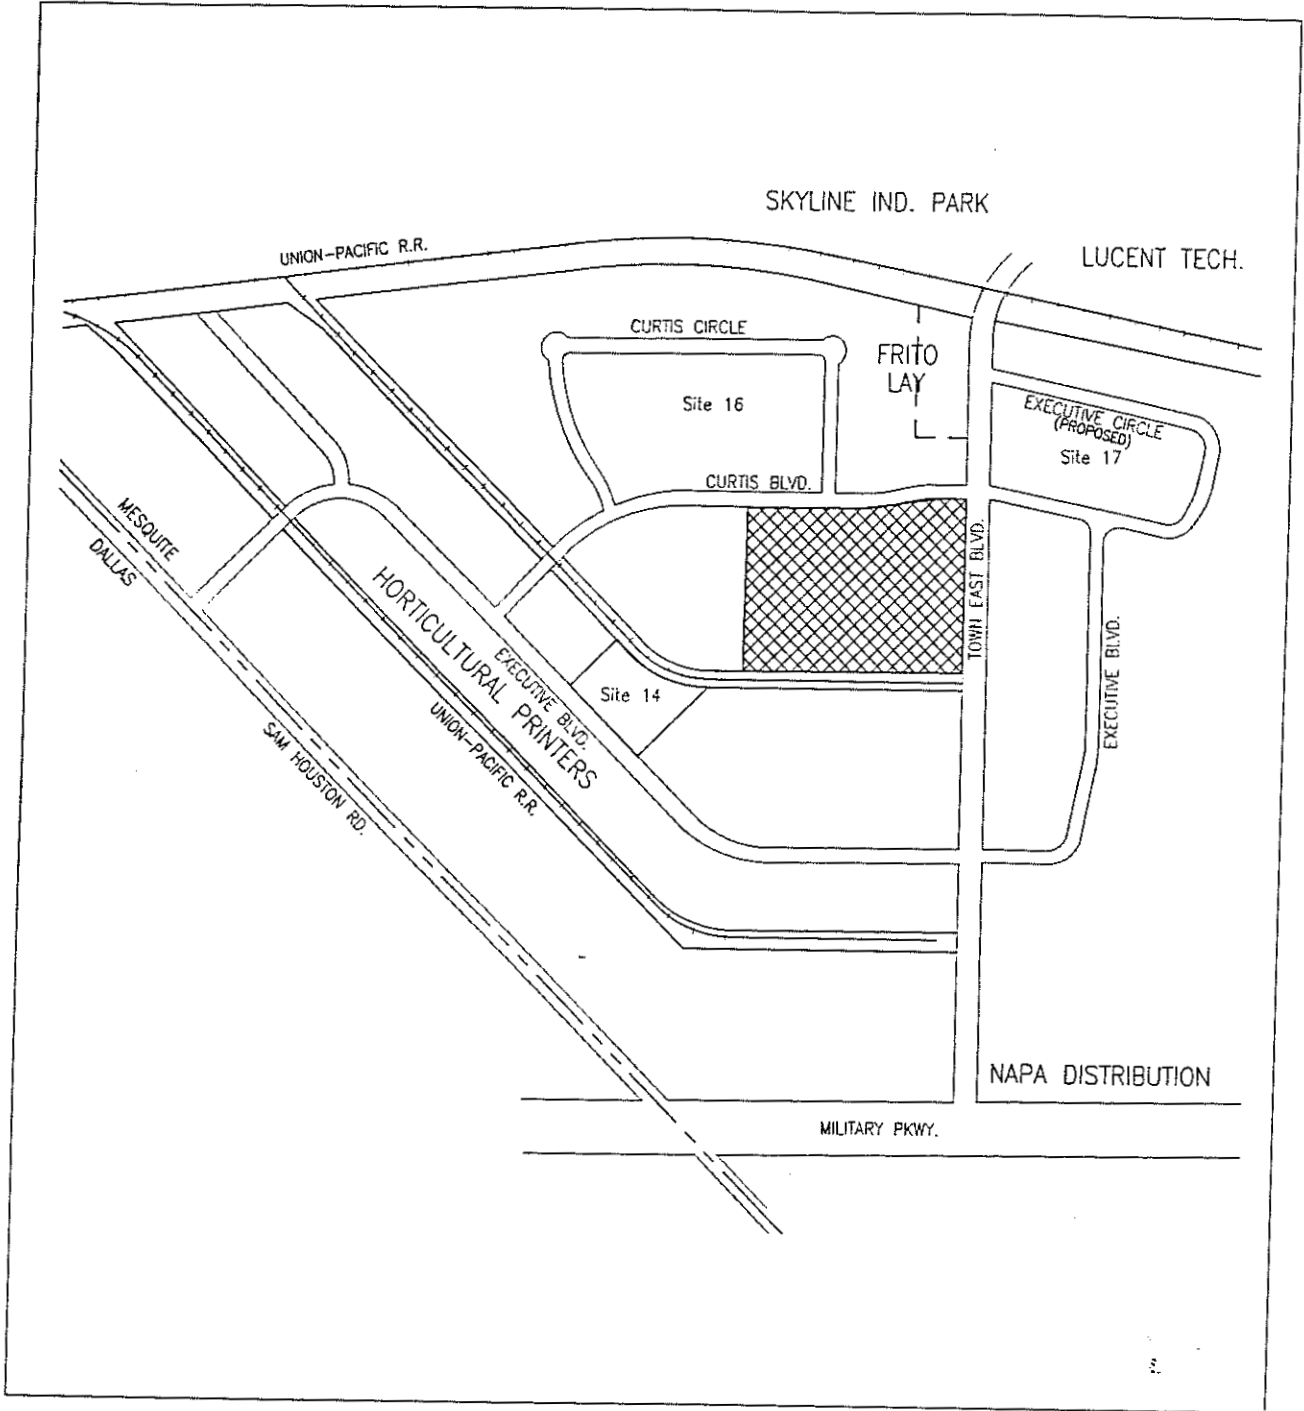 SKYLINE IND. PARK
LUCENT TECH.
UNION-PACIFIC R.R.
CURTIS CIRCLE
FRITO
LAY
Site 16
EXECUTIVE CIRCLE
(PROPOSED)
Site 17
CURTIS BLVD.
MESQUITE
DALLAS
TOWN EAST BLVD.
HORTICULTURAL PRINTERS
EXECUTIVE BLVD.
Site 14
EXECUTIVE BLVD.
UNION-PACIFIC R.R.
SAM HOUSTON RD.
NAPA DISTRIBUTION
MILITARY PKWY.